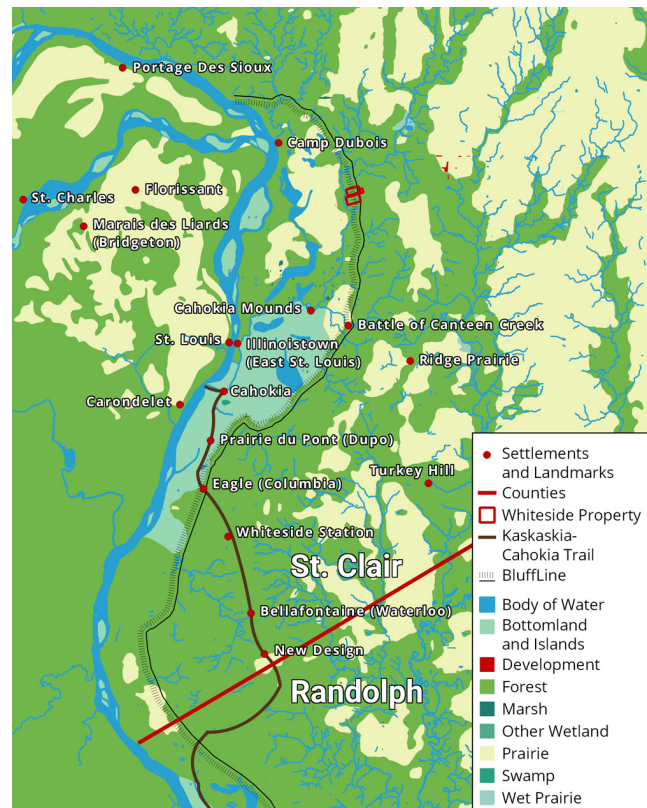 Portage Des Sioux
Camp Dubois
Florissant
St. Charles
Marais des Liards
(Bridgeton)
Cahokia Mounds
Battle of Canteen Creek
St. Louis
Illinoistown
(East St. Louis)
Ridge Prairie
Cahokia
Carondelet
Prairie du Pont (Dupo)
Turkey Hill
Eagle (Columbia)
Whiteside Station
St. Clair
Bellafontaine (Waterloo)
New Design
Randolph
Settlements
and Landmarks
Counties
Whiteside Property
Kaskaskia-
Cahokia Trail
BluffLine
Body of Water
Bottomland
and Islands
Development
Forest
Marsh
Other Wetland
Prairie
Swamp
Wet Prairie